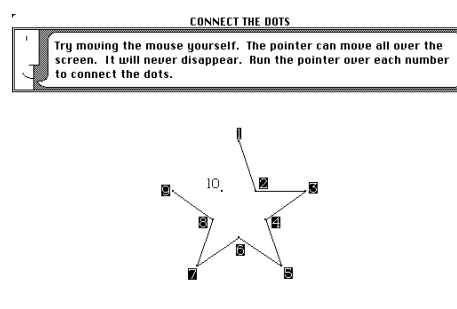 CONNECT THE DOTS
Try moving the mouse yourself. The pointer can move all over the
screen. It will never disappear. Run the pointer over each number
to connect the dots.
1
10
2
9
3
8
4
6
7
5